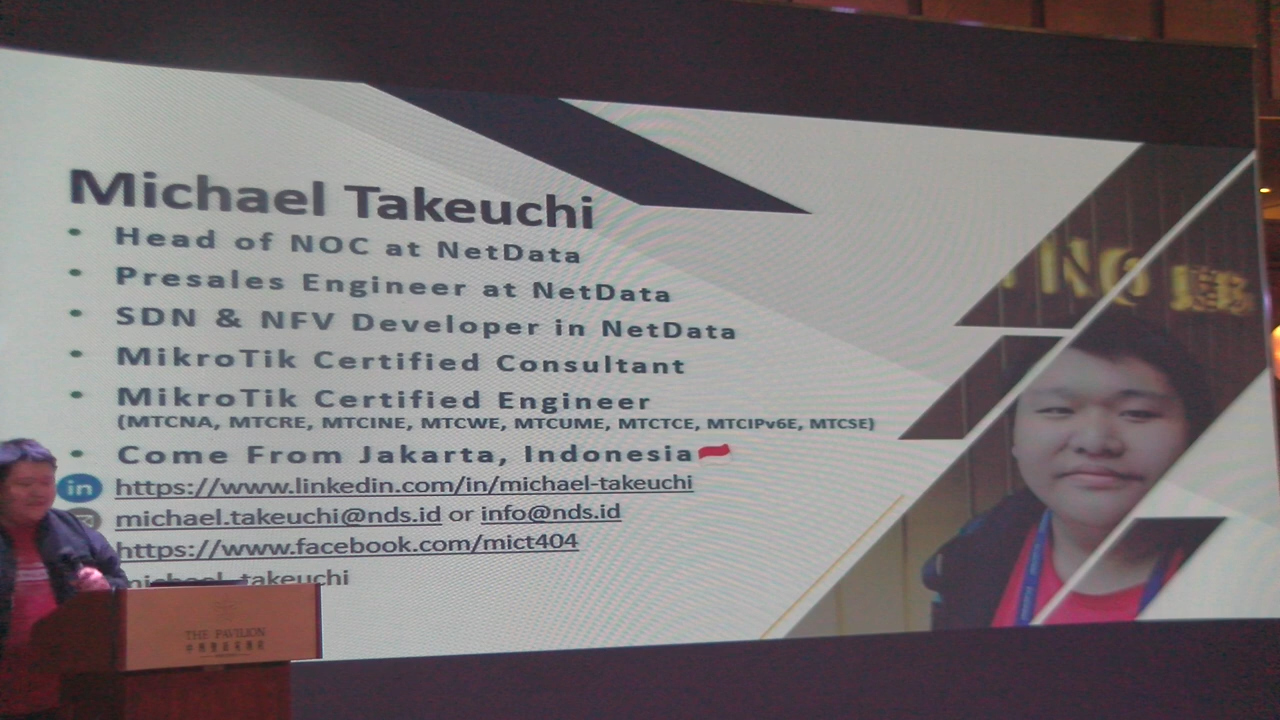 Michael Takeuchi
• Head of NOC at NetData
• Presales Engineer at NetData
• SDN & NFV Developer in NetData
• MikroTik Certified Consultant
• MikroTik Certified Engineer
(MTCNA, MTCRE, MTCINE, MTCWE, MTCUME, MTCTCE, MTCIPv6E, MTCSE)
• Come From Jakarta, Indonesia
in https://www.linkedin.com/in/michael-takeuchi
michael.takeuchi@nds.id or info@nds.id
https://www.facebook.com/mict404
michael_takeuchi
THE PAVILION